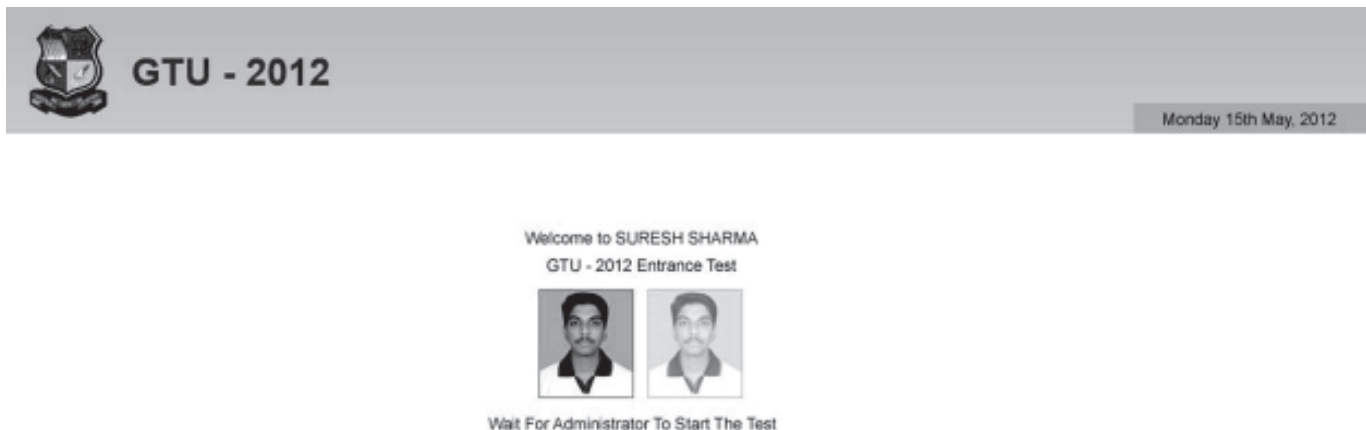 GTU - 2012
Monday 15th May, 2012
Welcome to SURESH SHARMA
GTU - 2012 Entrance Test
Wait For Administrator To Start The Test